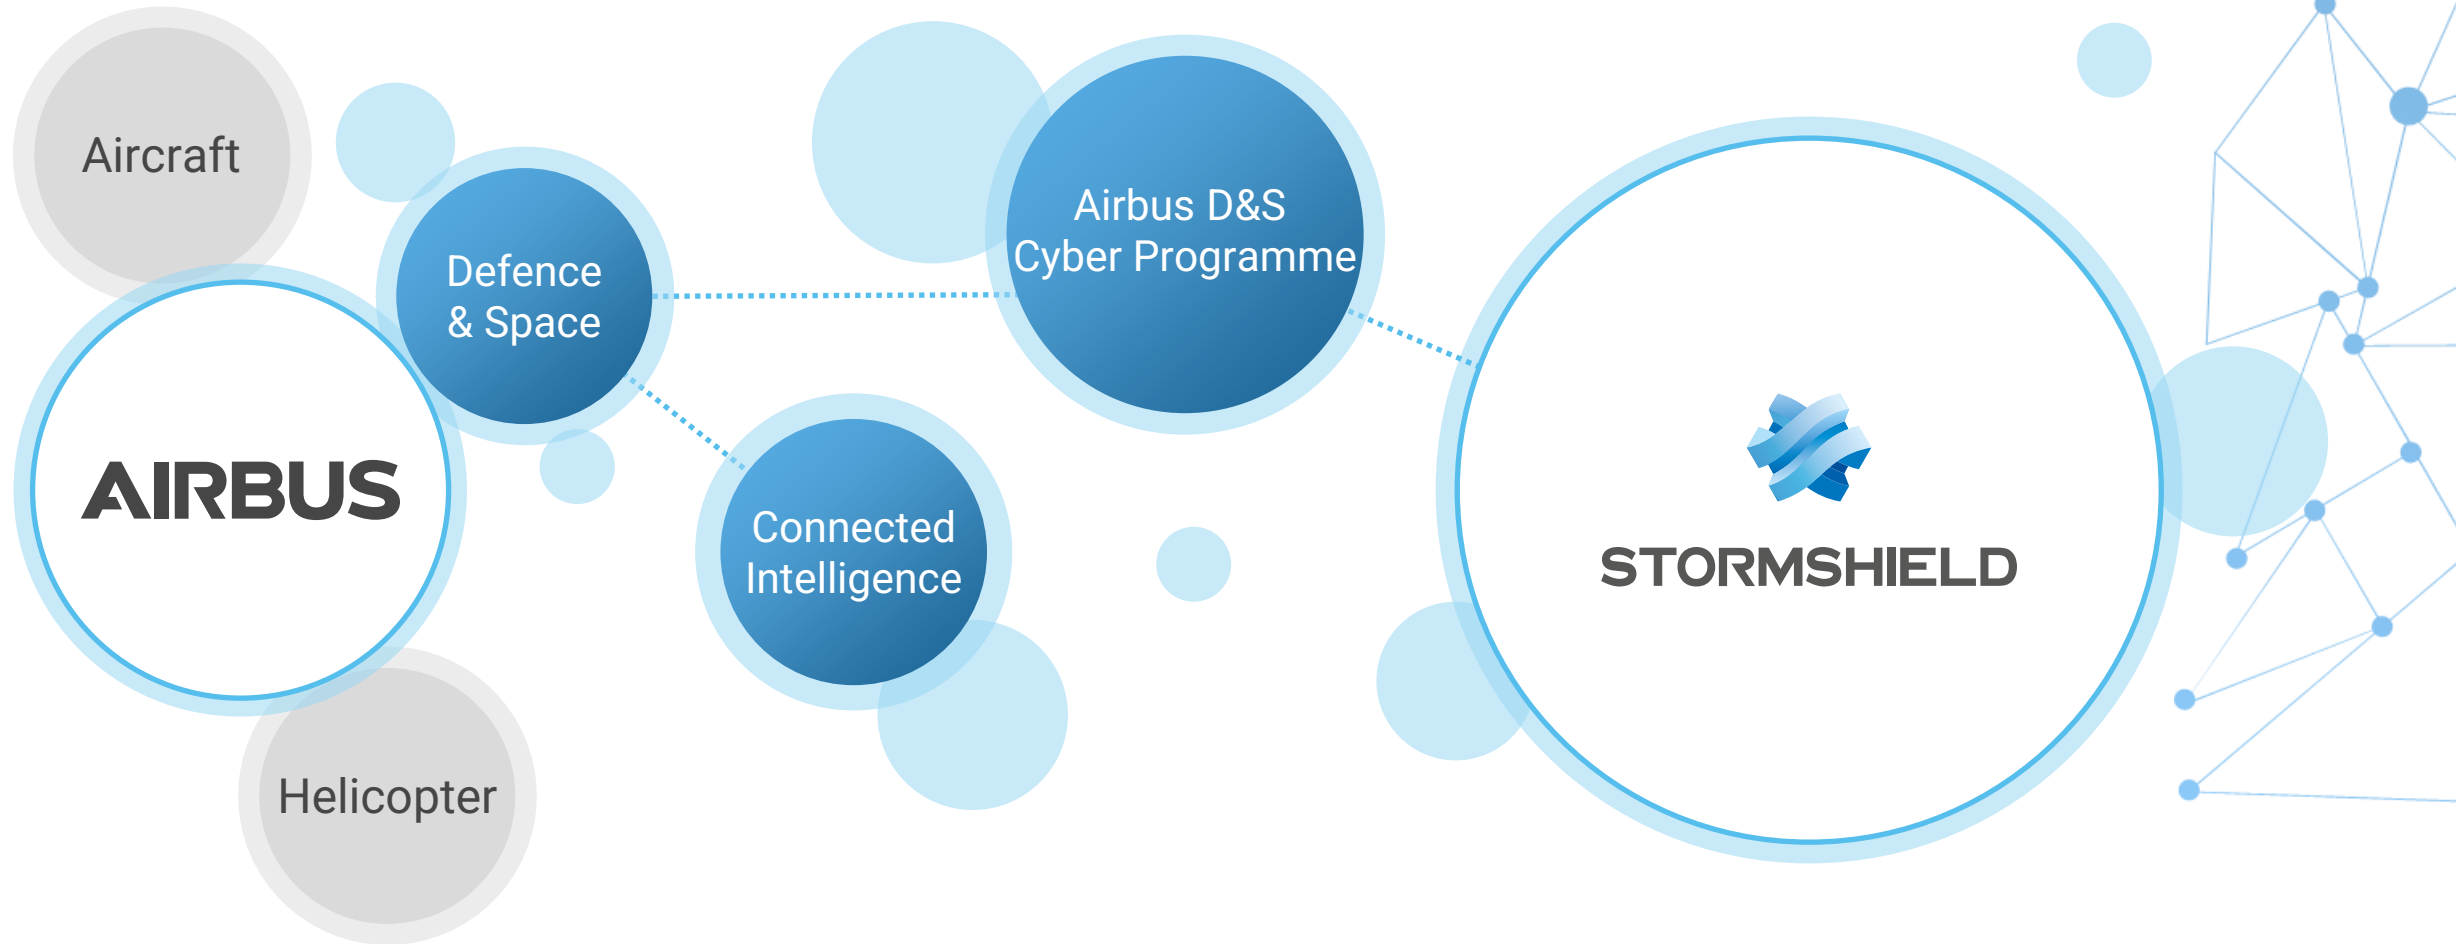 Aircraft
Defence
& Space
Airbus D&S
Cyber Programme
AIRBUS
Connected
Intelligence
STORMSHIELD
Helicopter